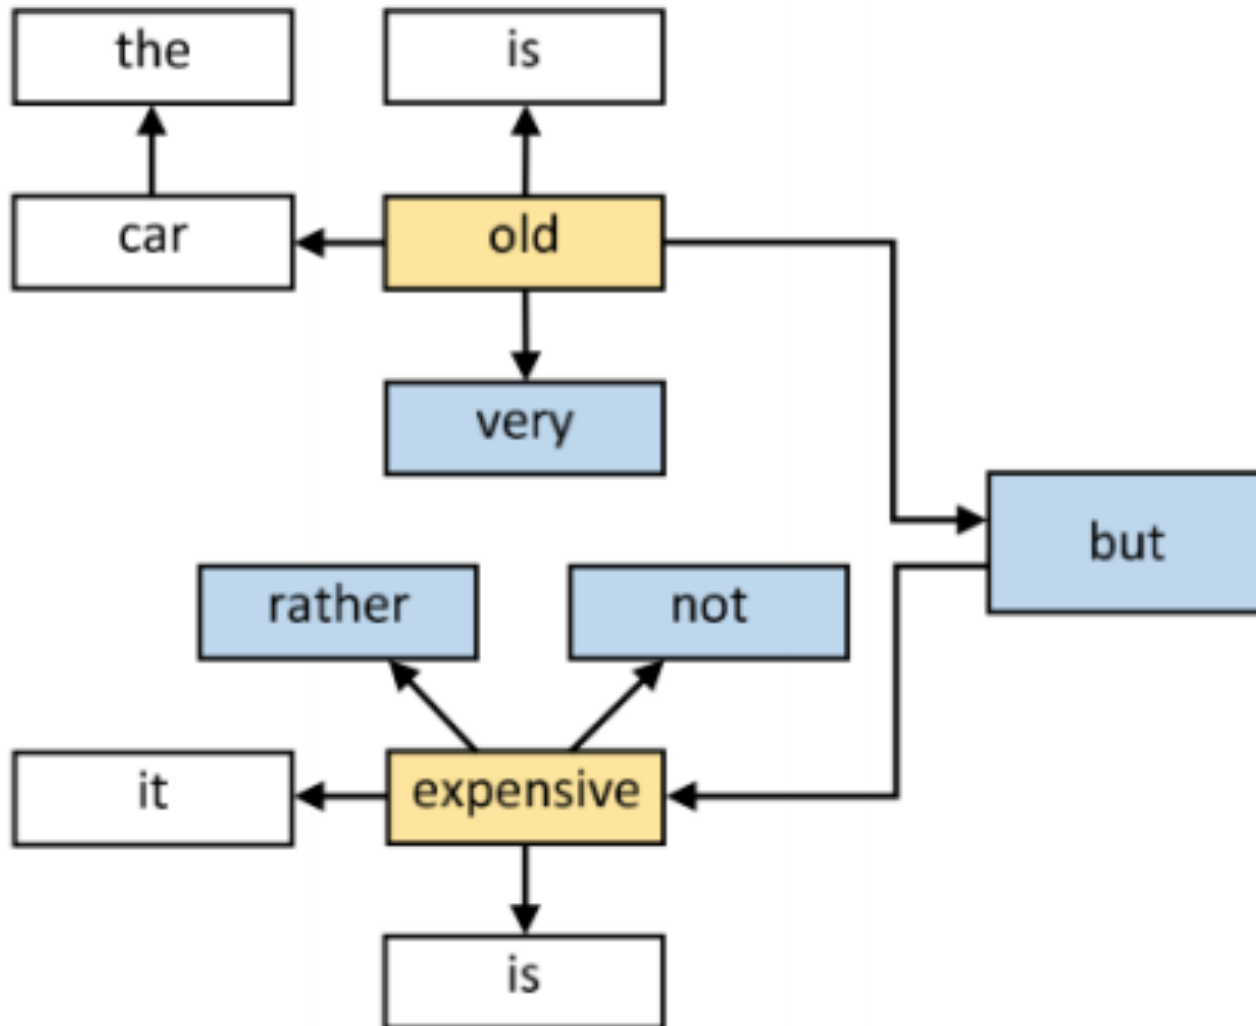 the
is
car
old
very
but
rather
not
it
expensive
is